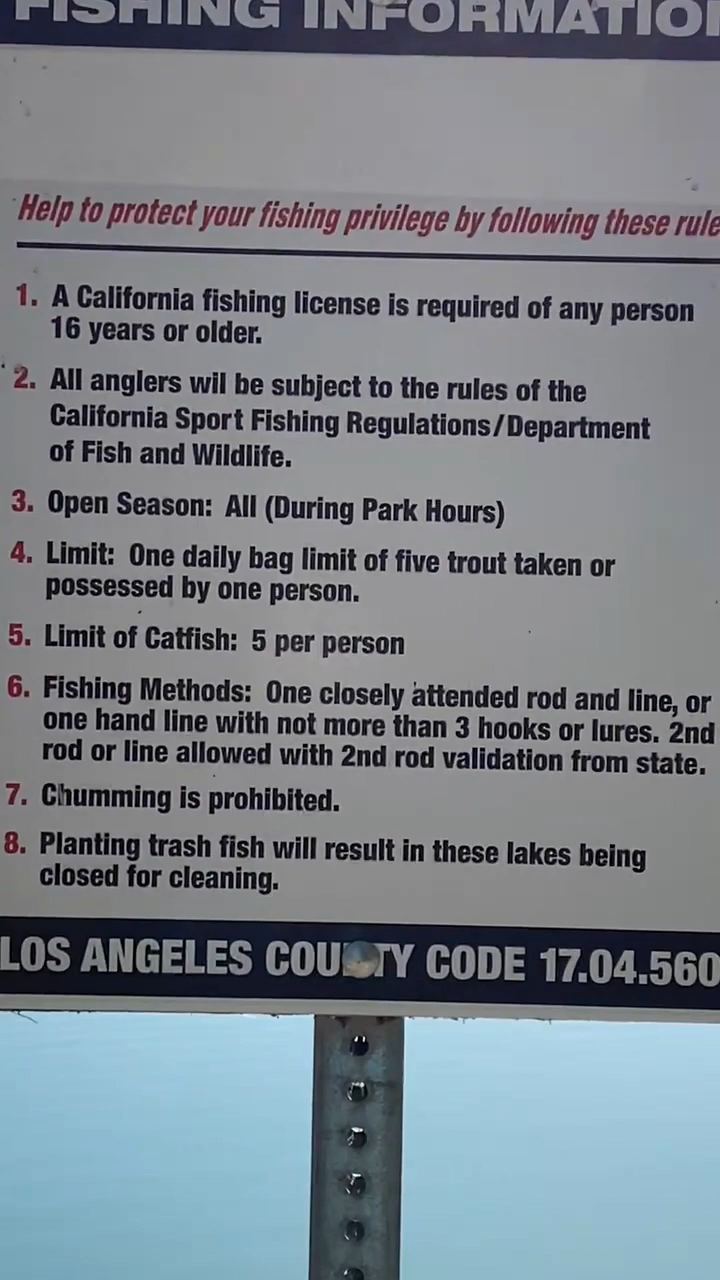 FISHING INFORMATION
Help to protect your fishing privilege by following these rule
1. A California fishing license is required of any person
16 years or older.
2. All anglers wil be subject to the rules of the
California Sport Fishing Regulations/Department
of Fish and Wildlife.
3. Open Season: All (During Park Hours)
4. Limit: One daily bag limit of five trout taken or
possessed by one person.
5. Limit of Catfish: 5 per person
6. Fishing Methods: One closely attended rod and line, or
one hand line with not more than 3 hooks or lures. 2nd
rod or line allowed with 2nd rod validation from state.
7. Chumming is prohibited.
8. Planting trash fish will result in these lakes being
closed for cleaning.
LOS ANGELES COUNTY CODE 17.04.560